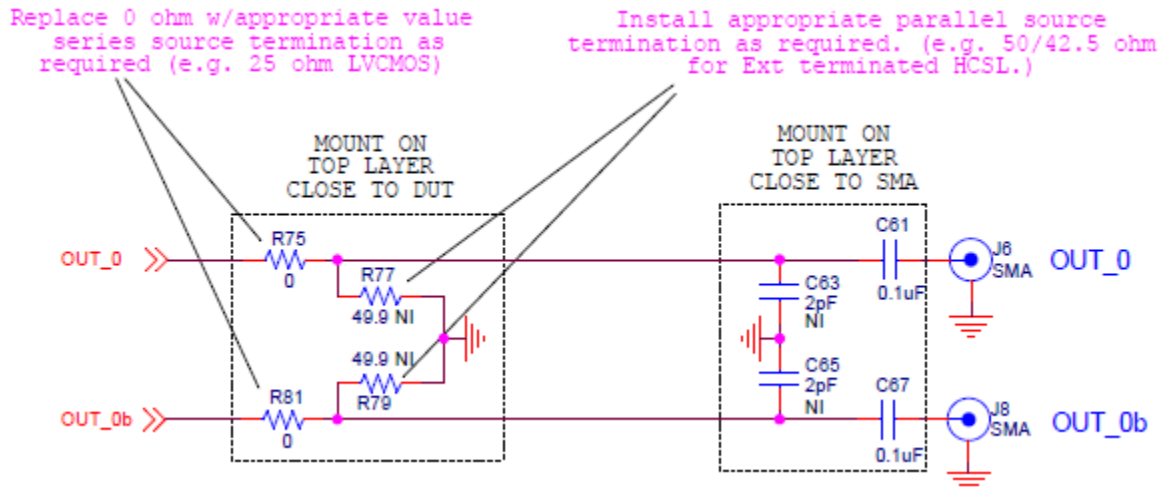 Replace 0 ohm w/appropriate value
series source termination as
required (e.g. 25 ohm LVCMOS)
Install appropriate parallel source
termination as required. (e.g. 50/42.5 ohm
for Ext terminated HCSL.)
MOUNT ON
TOP LAYER
CLOSE TO DUT
MOUNT ON
TOP LAYER
CLOSE TO SMA
OUT_0
R75
0
R77
49.9 NI
49.9 NI
R79
OUT_0b
R81
0
C61
0.1uF
C63
2pF
NI
C65
2pF
NI
C67
0.1uF
J6
SMA
OUT_0
J8
SMA
OUT_0b